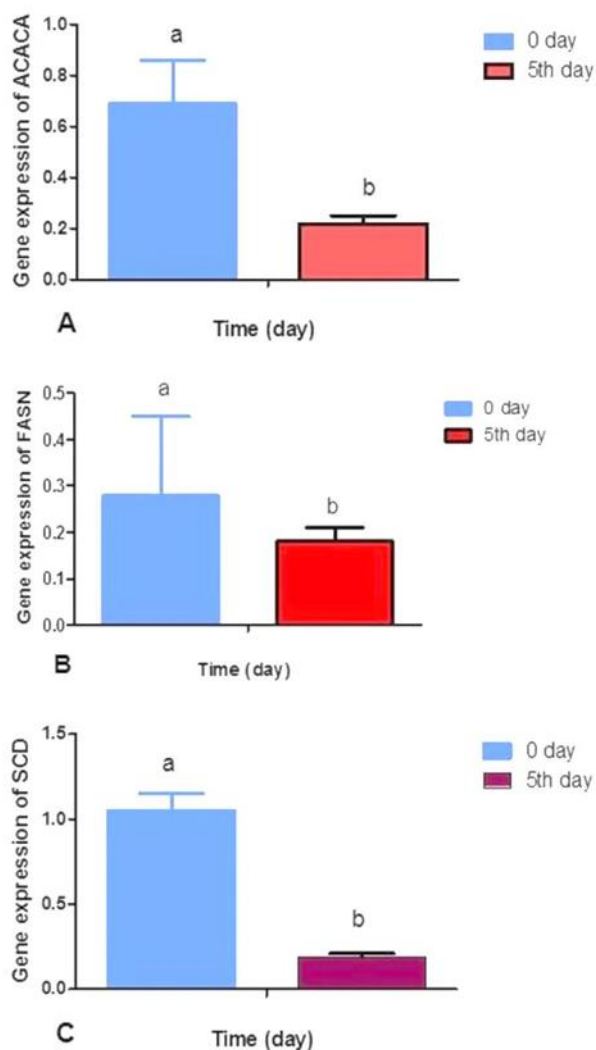 Gene expression of ACACA
1.0
0.8
0.6
0.4
0.2
0.0
a
b
0 day
5th day
A
Time (day)
Gene expression of FASN
0.5
0.4
0.3
0.2
0.1
0.0
a
b
0 day
5th day
B
Time (day)
Gene expression of SCD
1.5
1.0
0.5
0.0
a
b
0 day
5th day
C
Time (day)